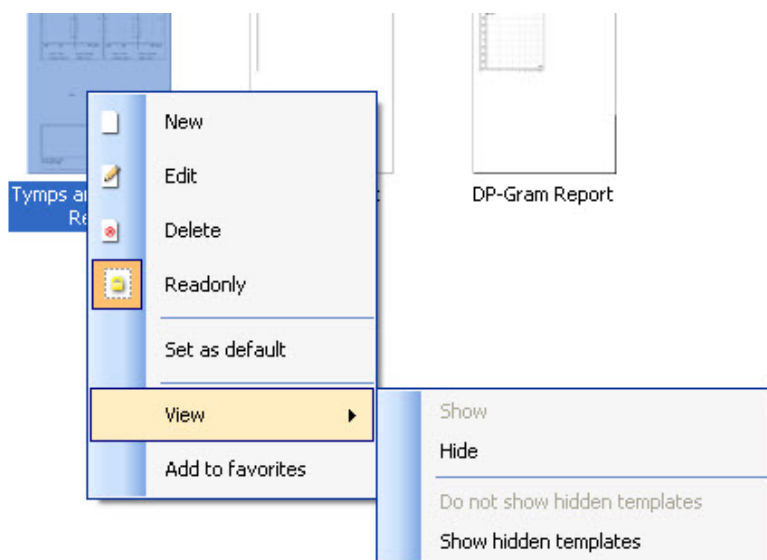 Tymps a
Re
DP-Gram Report
New
Edit
Delete
Readonly
Set as default
View
Add to favorites
Show
Hide
Do not show hidden templates
Show hidden templates